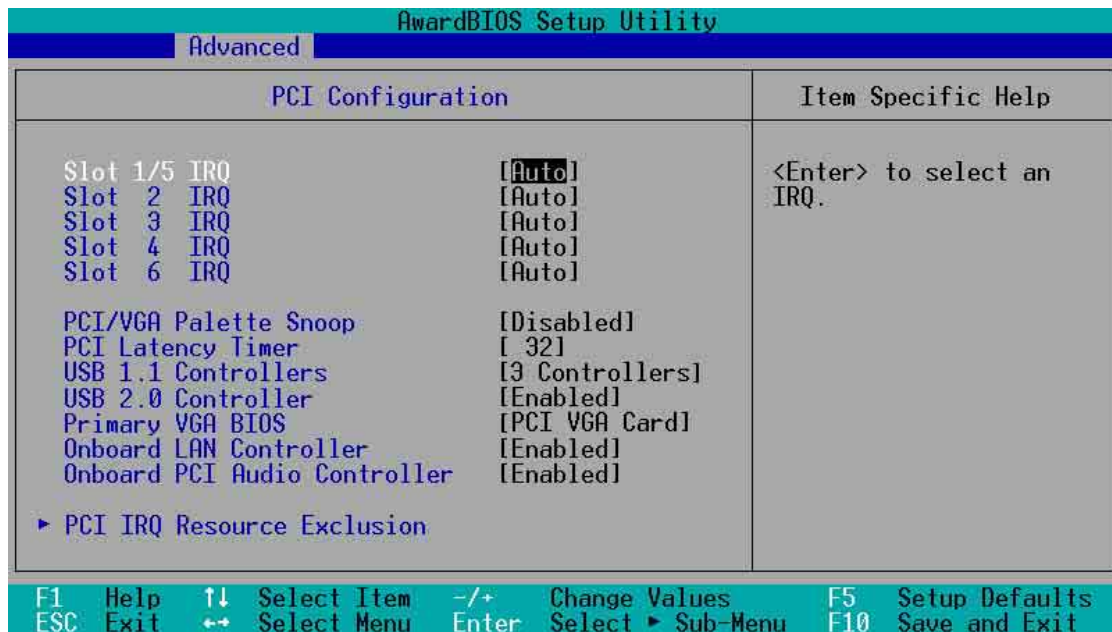 AwardBIOS Setup Utility
Advanced
PCI Configuration
Item Specific Help
Slot 1/5 IRQ [Auto]
Slot 2 IRQ [Auto]
Slot 3 IRQ [Auto]
Slot 4 IRQ [Auto]
Slot 6 IRQ [Auto]
<Enter> to select an
IRQ.
PCI/VGA Palette Snoop [Disabled]
PCI Latency Timer [ 32]
USB 1.1 Controllers [3 Controllers]
USB 2.0 Controller [Enabled]
Primary VGA BIOS [PCI VGA Card]
Onboard LAN Controller [Enabled]
Onboard PCI Audio Controller [Enabled]
► PCI IRQ Resource Exclusion
F1 Help ↑↓ Select Item -/+ Change Values F5 Setup Defaults
ESC Exit ←→ Select Menu Enter Select ► Sub-Menu F10 Save and Exit